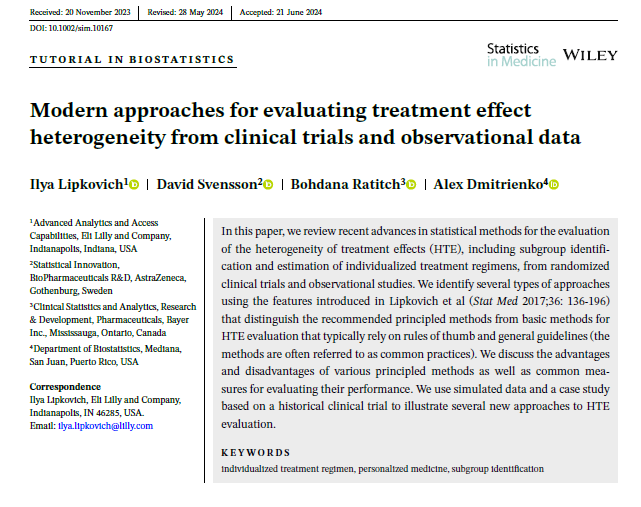 Received: 20 November 2023 | Revised: 28 May 2024 | Accepted: 21 June 2024
DOI: 10.1002/sim.10167
TUTORIAL IN BIOSTATISTICS
Statistics
in Medicine WILEY
Modern approaches for evaluating treatment effect
heterogeneity from clinical trials and observational data
Ilya Lipkovich1 | David Svensson2 | Bohdana Ratitch3 | Alex Dmitrienko4
1Advanced Analytics and Access
Capabilities, Eli Lilly and Company,
Indianapolis, Indiana, USA
2Statistical Innovation,
BioPharmaceuticals R&D, AstraZeneca,
Gothenburg, Sweden
3Clinical Statistics and Analytics, Research
& Development, Pharmaceuticals, Bayer
Inc., Mississauga, Ontario, Canada
4Department of Biostatistics, Mediana,
San Juan, Puerto Rico, USA
Correspondence
Ilya Lipkovich, Eli Lilly and Company,
Indianapolis, IN 46285, USA.
Email: ilya.lipkovich@lilly.com
In this paper, we review recent advances in statistical methods for the evaluation
of the heterogeneity of treatment effects (HTE), including subgroup identifi-
cation and estimation of individualized treatment regimens, from randomized
clinical trials and observational studies. We identify several types of approaches
using the features introduced in Lipkovich et al (Stat Med 2017;36: 136-196)
that distinguish the recommended principled methods from basic methods for
HTE evaluation that typically rely on rules of thumb and general guidelines (the
methods are often referred to as common practices). We discuss the advantages
and disadvantages of various principled methods as well as common mea-
sures for evaluating their performance. We use simulated data and a case study
based on a historical clinical trial to illustrate several new approaches to HTE
evaluation.
KEYWORDS
individualized treatment regimen, personalized medicine, subgroup identification